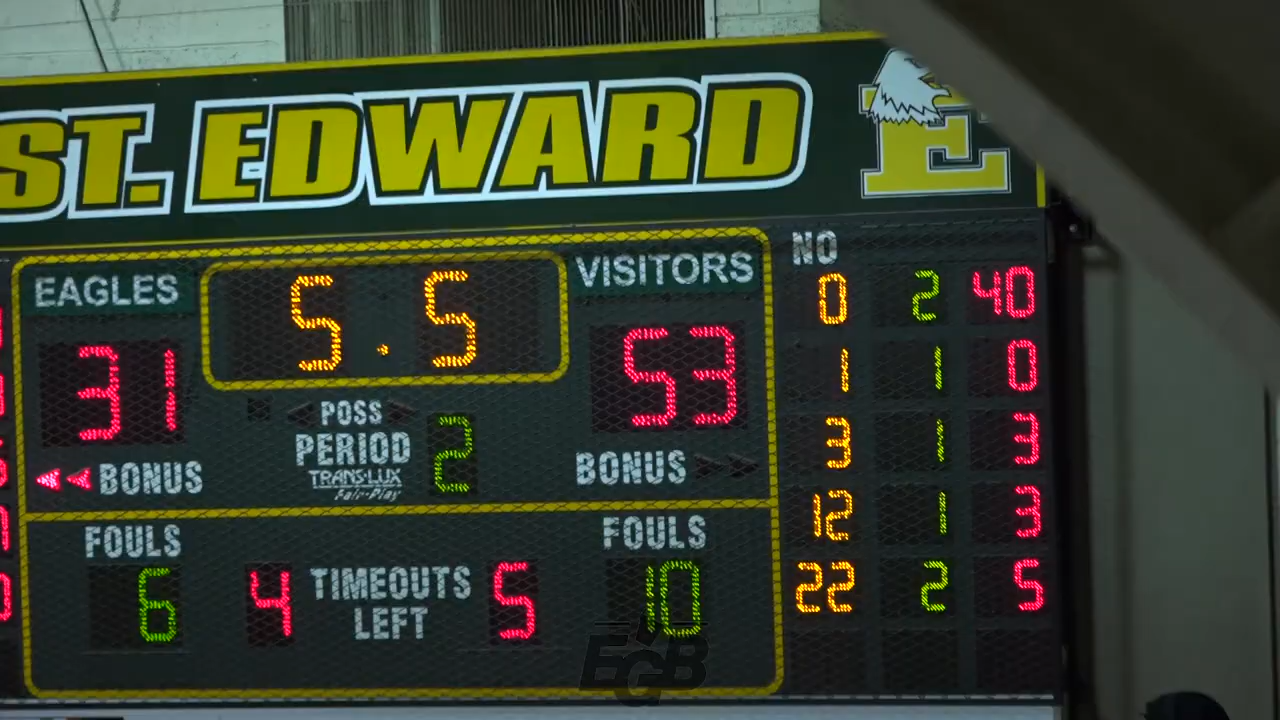 ST. EDWARD
E
EAGLES
5.5
VISITORS
NO
0 2 40
31
53
1 1 0
POSS
PERIOD 2
TRANS-LUX
Fair-Play
BONUS
BONUS
3 1 3
12 1 3
FOULS
FOULS
6
4 TIMEOUTS LEFT 5
10
22 2 5
EGB